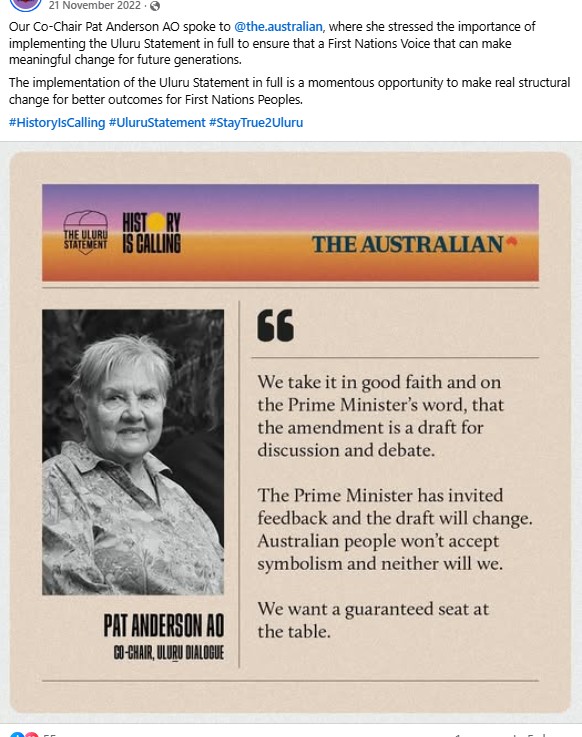 21 November 2022 ·
Our Co-Chair Pat Anderson AO spoke to @the.australian, where she stressed the importance of
implementing the Uluru Statement in full to ensure that a First Nations Voice that can make
meaningful change for future generations.
The implementation of the Uluru Statement in full is a momentous opportunity to make real structural
change for better outcomes for First Nations Peoples.
#HistoryIsCalling #UluruStatement #StayTrue2Uluru
THE ULURU
STATEMENT
HISTORY
IS CALLING
THE AUSTRALIAN
“
We take it in good faith and on
the Prime Minister’s word, that
the amendment is a draft for
discussion and debate.
The Prime Minister has invited
feedback and the draft will change.
Australian people won’t accept
symbolism and neither will we.
We want a guaranteed seat at
the table.
PAT ANDERSON AO
CO-CHAIR, ULURU DIALOGUE